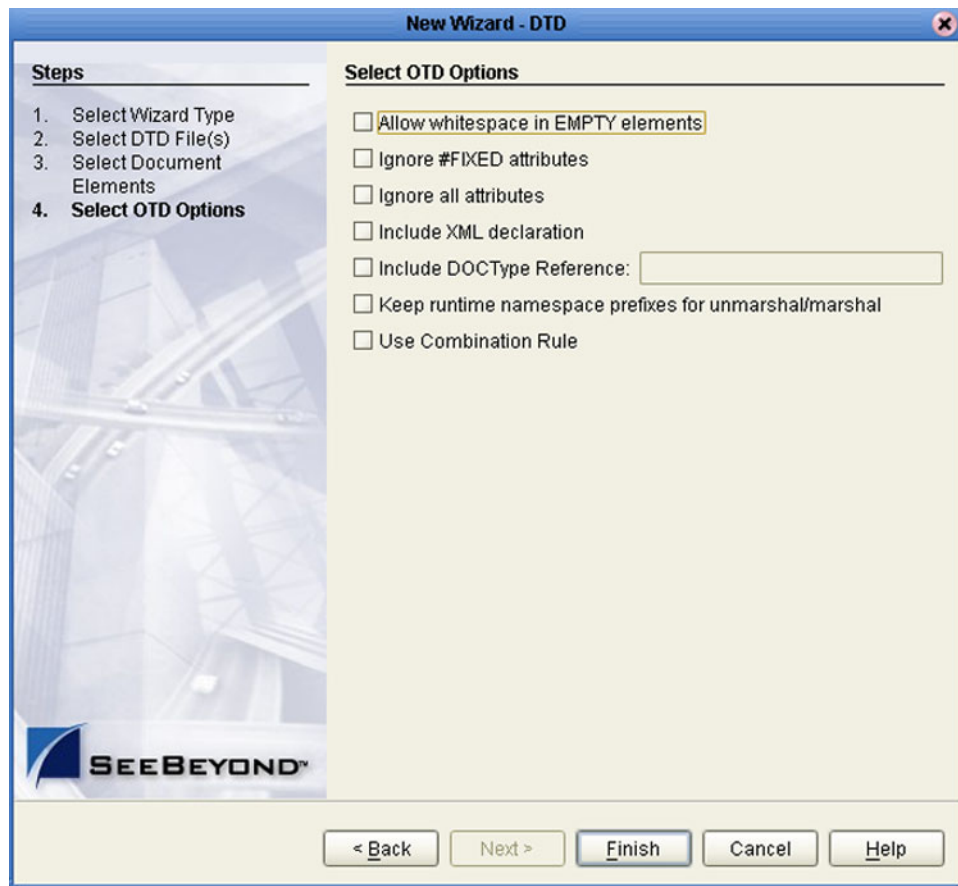 New Wizard - DTD
Steps
1. Select Wizard Type
2. Select DTD File(s)
3. Select Document
Elements
4. Select OTD Options
Select OTD Options
Allow whitespace in EMPTY elements
Ignore #FIXED attributes
Ignore all attributes
Include XML declaration
Include DOCType Reference:
Keep runtime namespace prefixes for unmarshal/marshal
Use Combination Rule
SEEBEYOND™
< Back
Next >
Finish
Cancel
Help